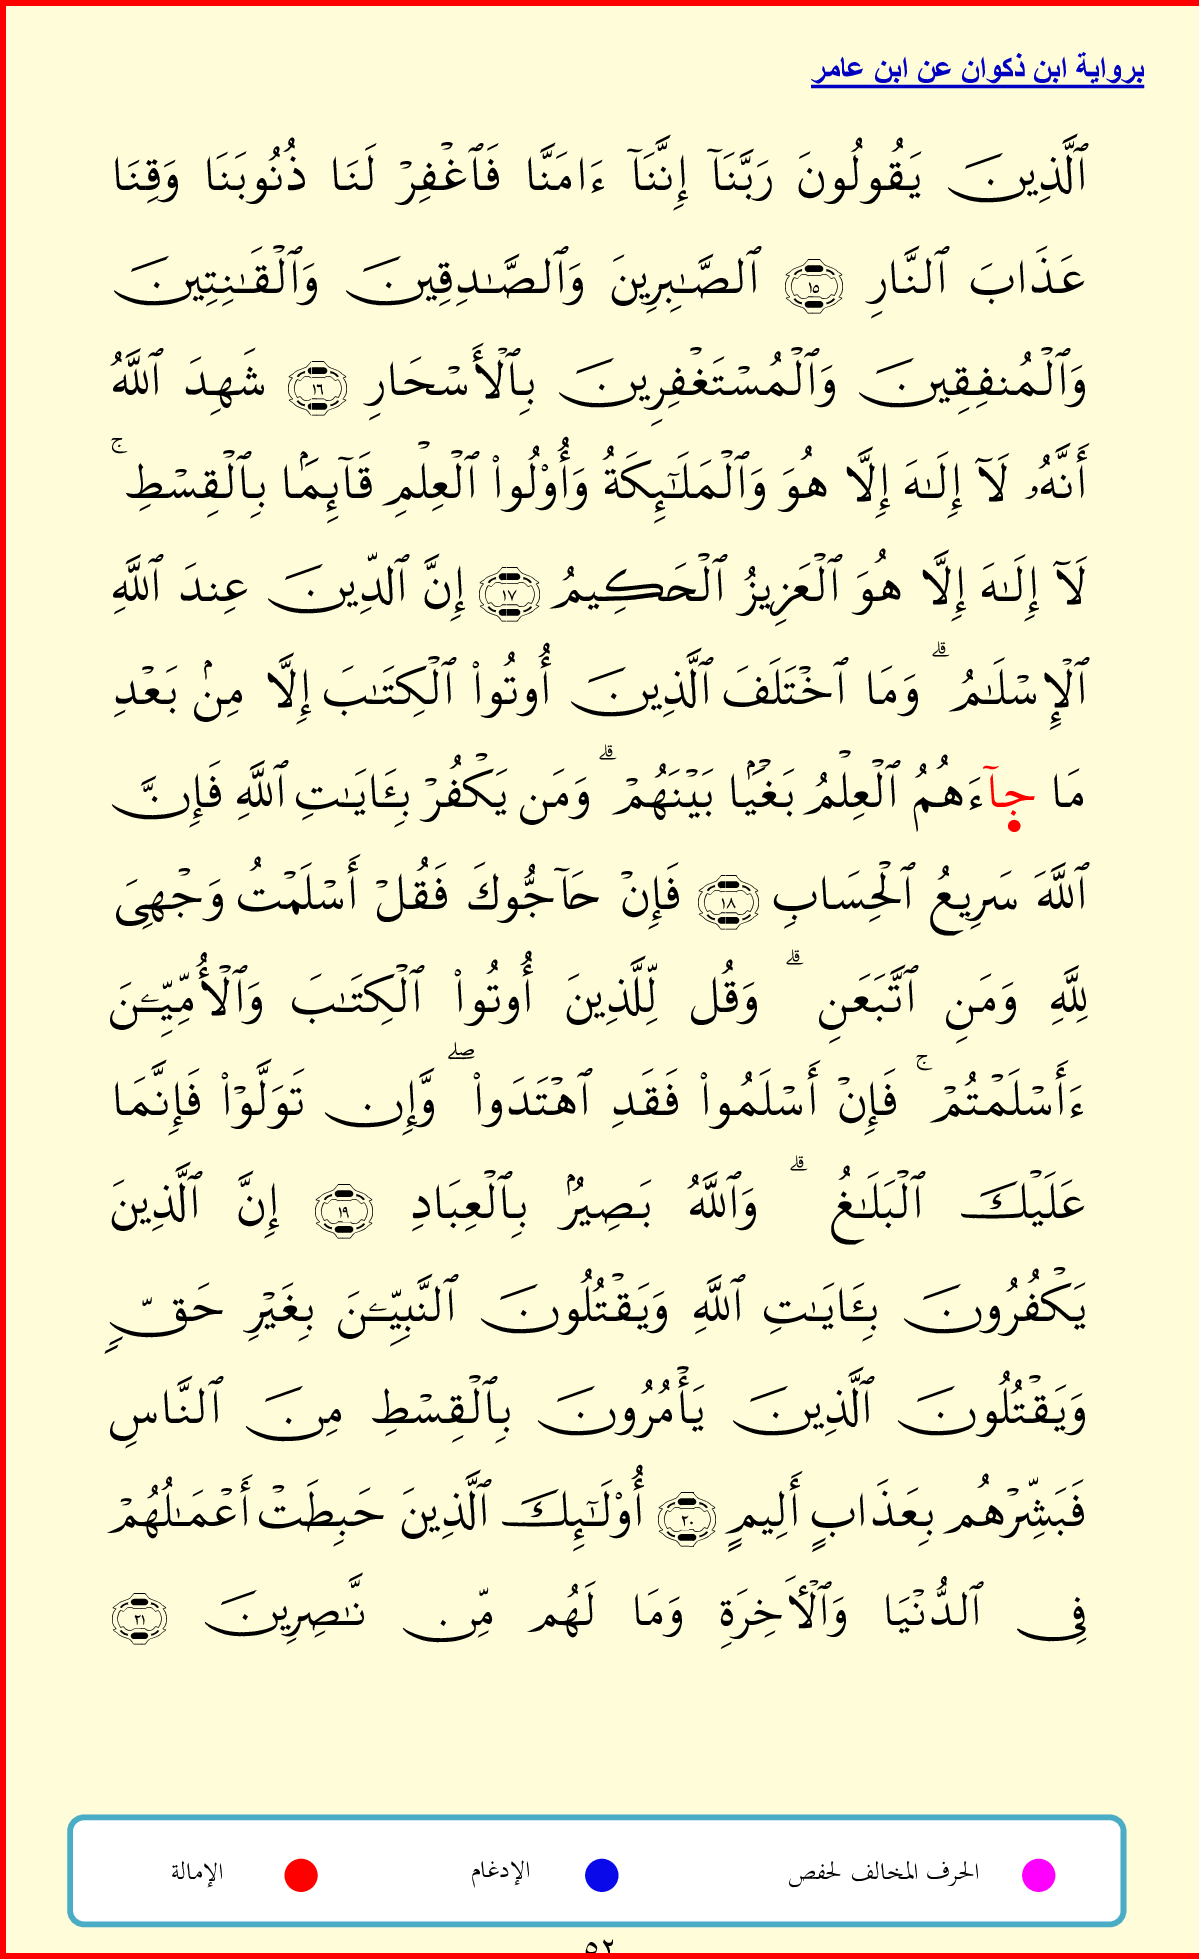 برواية ابن ذكوان عن ابن عامر
ٱلَّذِينَ يَقُولُونَ رَبَّنَآ إِنَّنَآ ءَامَنَّا فَٱغْفِرْ لَنَا ذُنُوبَنَا وَقِنَا
عَذَابَ ٱلنَّارِ ١٥ ٱلصَّٰبِرِينَ وَٱلصَّٰدِقِينَ وَٱلْقَٰنِتِينَ
وَٱلْمُنفِقِينَ وَٱلْمُسْتَغْفِرِينَ بِٱلْأَسْحَارِ ١٦ شَهِدَ ٱللَّهُ
أَنَّهُۥ لَآ إِلَٰهَ إِلَّا هُوَ وَٱلْمَلَٰٓئِكَةُ وَأُوْلُواْ ٱلْعِلْمِ قَآئِمَۢا بِٱلْقِسْطِ ۚ
لَآ إِلَٰهَ إِلَّا هُوَ ٱلْعَزِيزُ ٱلْحَكِيمُ ١٧ إِنَّ ٱلدِّينَ عِندَ ٱللَّهِ
ٱلْإِسْلَٰمُ ۗ وَمَا ٱخْتَلَفَ ٱلَّذِينَ أُوتُواْ ٱلْكِتَٰبَ إِلَّا مِنۢ بَعْدِ
مَا جآءَهُمُ ٱلْعِلْمُ بَغْيَۢا بَيْنَهُمْ ۗ وَمَن يَكْفُرْ بِـَٔايَٰتِ ٱللَّهِ فَإِنَّ
ٱللَّهَ سَرِيعُ ٱلْحِسَابِ ١٨ فَإِنْ حَآجُّوكَ فَقُلْ أَسْلَمْتُ وَجْهِىَ
لِلَّهِ وَمَنِ ٱتَّبَعَنِ ۗ وَقُل لِّلَّذِينَ أُوتُواْ ٱلْكِتَٰبَ وَٱلْأُمِّيِّـۧنَ
ءَأَسْلَمْتُمْ ۚ فَإِنْ أَسْلَمُواْ فَقَدِ ٱهْتَدَواْ ۖ وَّإِن تَوَلَّوْاْ فَإِنَّمَا
عَلَيْكَ ٱلْبَلَٰغُ ۗ وَٱللَّهُ بَصِيرُۢ بِٱلْعِبَادِ ١٩ إِنَّ ٱلَّذِينَ
يَكْفُرُونَ بِـَٔايَٰتِ ٱللَّهِ وَيَقْتُلُونَ ٱلنَّبِيِّـۧنَ بِغَيْرِ حَقٍّ
وَيَقْتُلُونَ ٱلَّذِينَ يَأْمُرُونَ بِٱلْقِسْطِ مِنَ ٱلنَّاسِ
فَبَشِّرْهُم بِعَذَابٍ أَلِيمٍ ٢٠ أُوْلَٰٓئِكَ ٱلَّذِينَ حَبِطَتْ أَعْمَٰلُهُمْ
فِى ٱلدُّنْيَا وَٱلْأَخِرَةِ وَمَا لَهُم مِّن نَّٰصِرِينَ ٢١
الحرف المخالف لحفص الإدغام الإمالة
٥٢